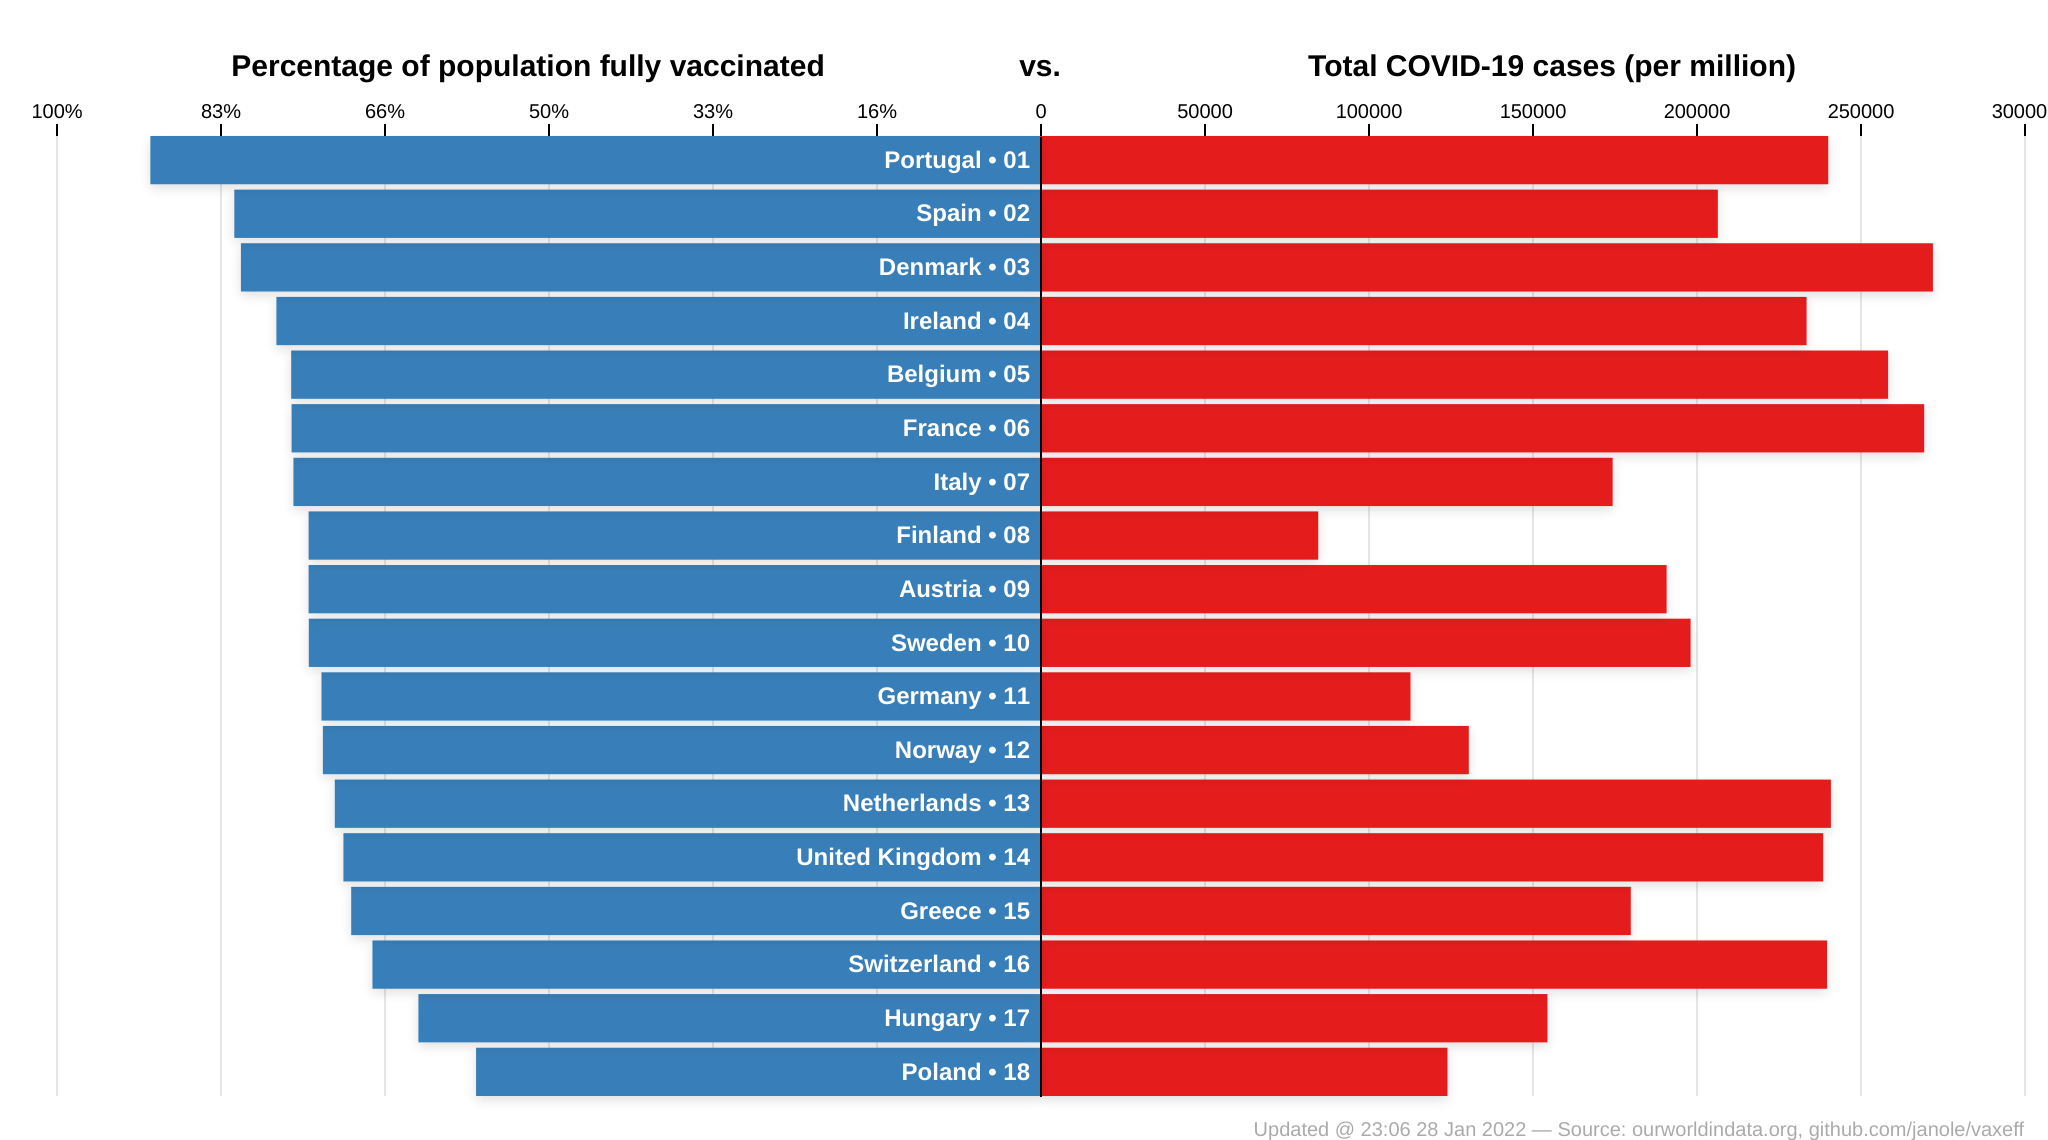 Percentage of population fully vaccinated vs. Total COVID-19 cases (per million)
100% 83% 66% 50% 33% 16% 0 50000 100000 150000 200000 250000 30000
Portugal • 01
Spain • 02
Denmark • 03
Ireland • 04
Belgium • 05
France • 06
Italy • 07
Finland • 08
Austria • 09
Sweden • 10
Germany • 11
Norway • 12
Netherlands • 13
United Kingdom • 14
Greece • 15
Switzerland • 16
Hungary • 17
Poland • 18
Updated @ 23:06 28 Jan 2022 — Source: ourworldindata.org, github.com/janole/vaxeff